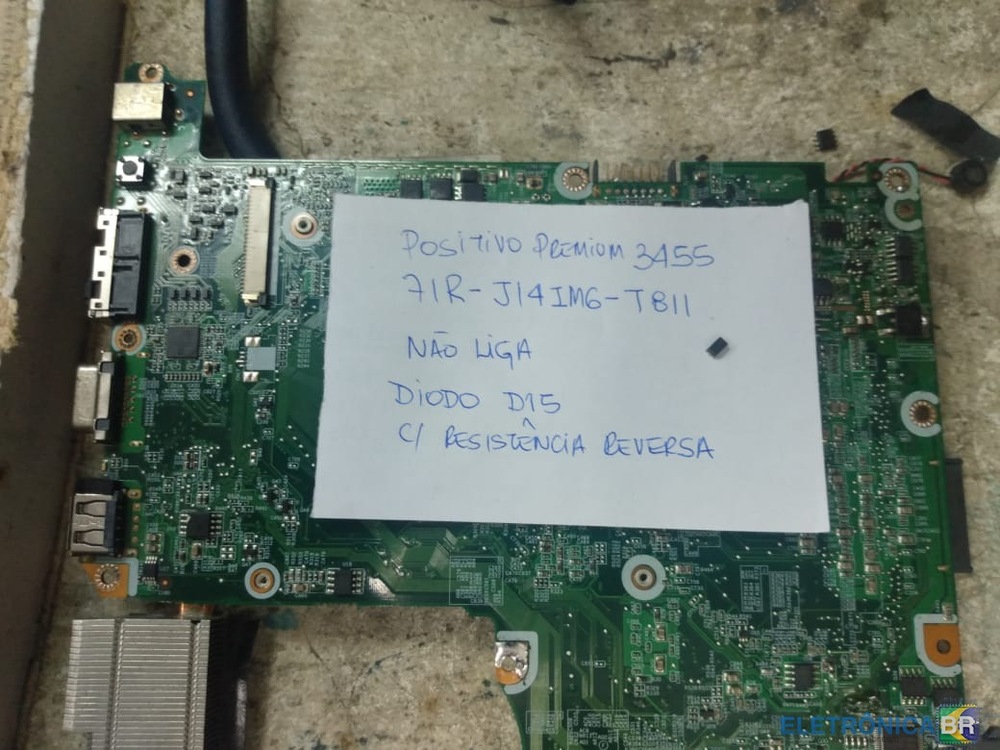 POSITIVO PREMIUM 3455
71R-J14IM6-T811
NÃO LIGA
DIODO D15
C/ RESISTÊNCIA REVERSA
ELETRÔNICABR